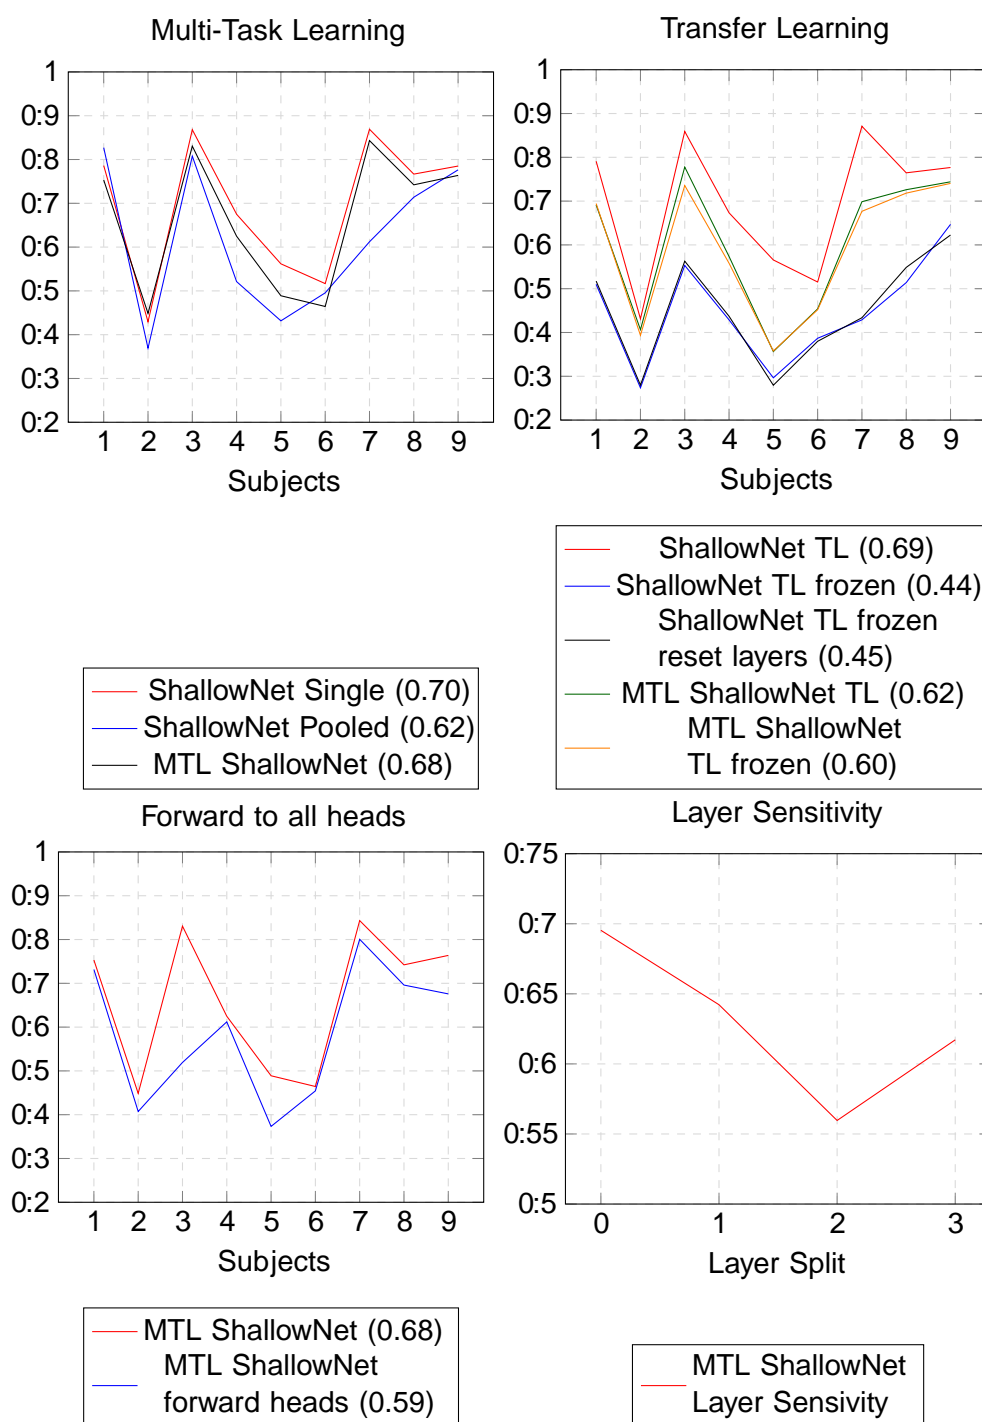 Multi-Task Learning
1
0:9
0:8
0:7
0:6
0:5
0:4
0:3
0:2
1 2 3 4 5 6 7 8 9
Subjects
ShallowNet Single (0.70)
ShallowNet Pooled (0.62)
MTL ShallowNet (0.68)
Transfer Learning
1
0:9
0:8
0:7
0:6
0:5
0:4
0:3
0:2
1 2 3 4 5 6 7 8 9
Subjects
ShallowNet TL (0.69)
ShallowNet TL frozen (0.44)
ShallowNet TL frozen
reset layers (0.45)
MTL ShallowNet TL (0.62)
MTL ShallowNet
TL frozen (0.60)
Forward to all heads
1
0:9
0:8
0:7
0:6
0:5
0:4
0:3
0:2
1 2 3 4 5 6 7 8 9
Subjects
MTL ShallowNet (0.68)
MTL ShallowNet
forward heads (0.59)
Layer Sensitivity
0:75
0:7
0:65
0:6
0:55
0:5
0 1 2 3
Layer Split
MTL ShallowNet
Layer Sensivity